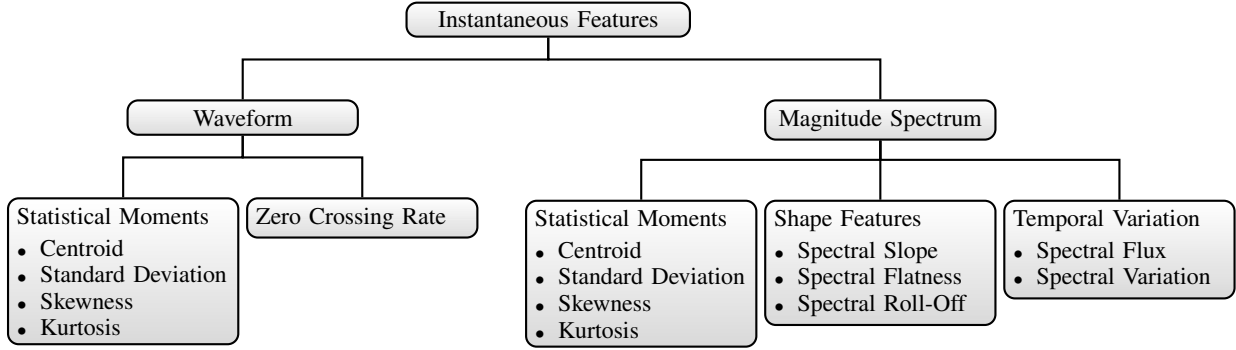 Instantaneous Features
Waveform
Magnitude Spectrum
Statistical Moments
• Centroid
• Standard Deviation
• Skewness
• Kurtosis
Zero Crossing Rate
Statistical Moments
• Centroid
• Standard Deviation
• Skewness
• Kurtosis
Shape Features
• Spectral Slope
• Spectral Flatness
• Spectral Roll-Off
Temporal Variation
• Spectral Flux
• Spectral Variation